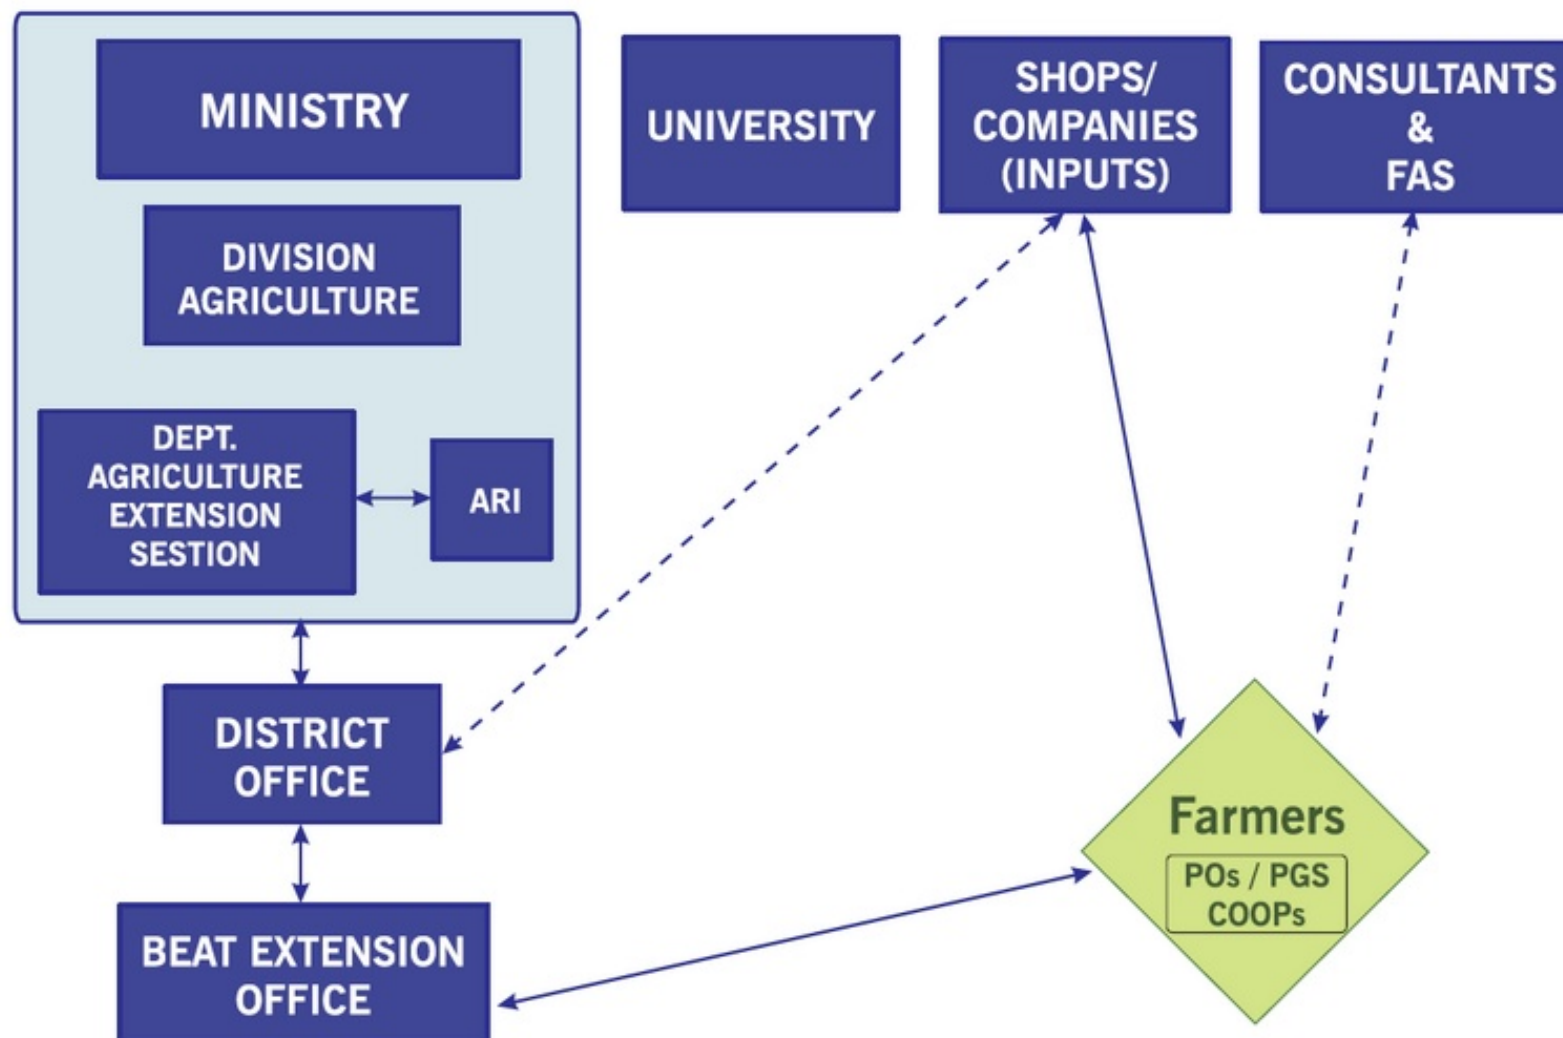 MINISTRY
DIVISION
AGRICULTURE
DEPT.
AGRICULTURE
EXTENSION
SESTION
ARI
UNIVERSITY
SHOPS/
COMPANIES
(INPUTS)
CONSULTANTS
&
FAS
DISTRICT
OFFICE
BEAT EXTENSION
OFFICE
Farmers
POs / PGS
COOPs